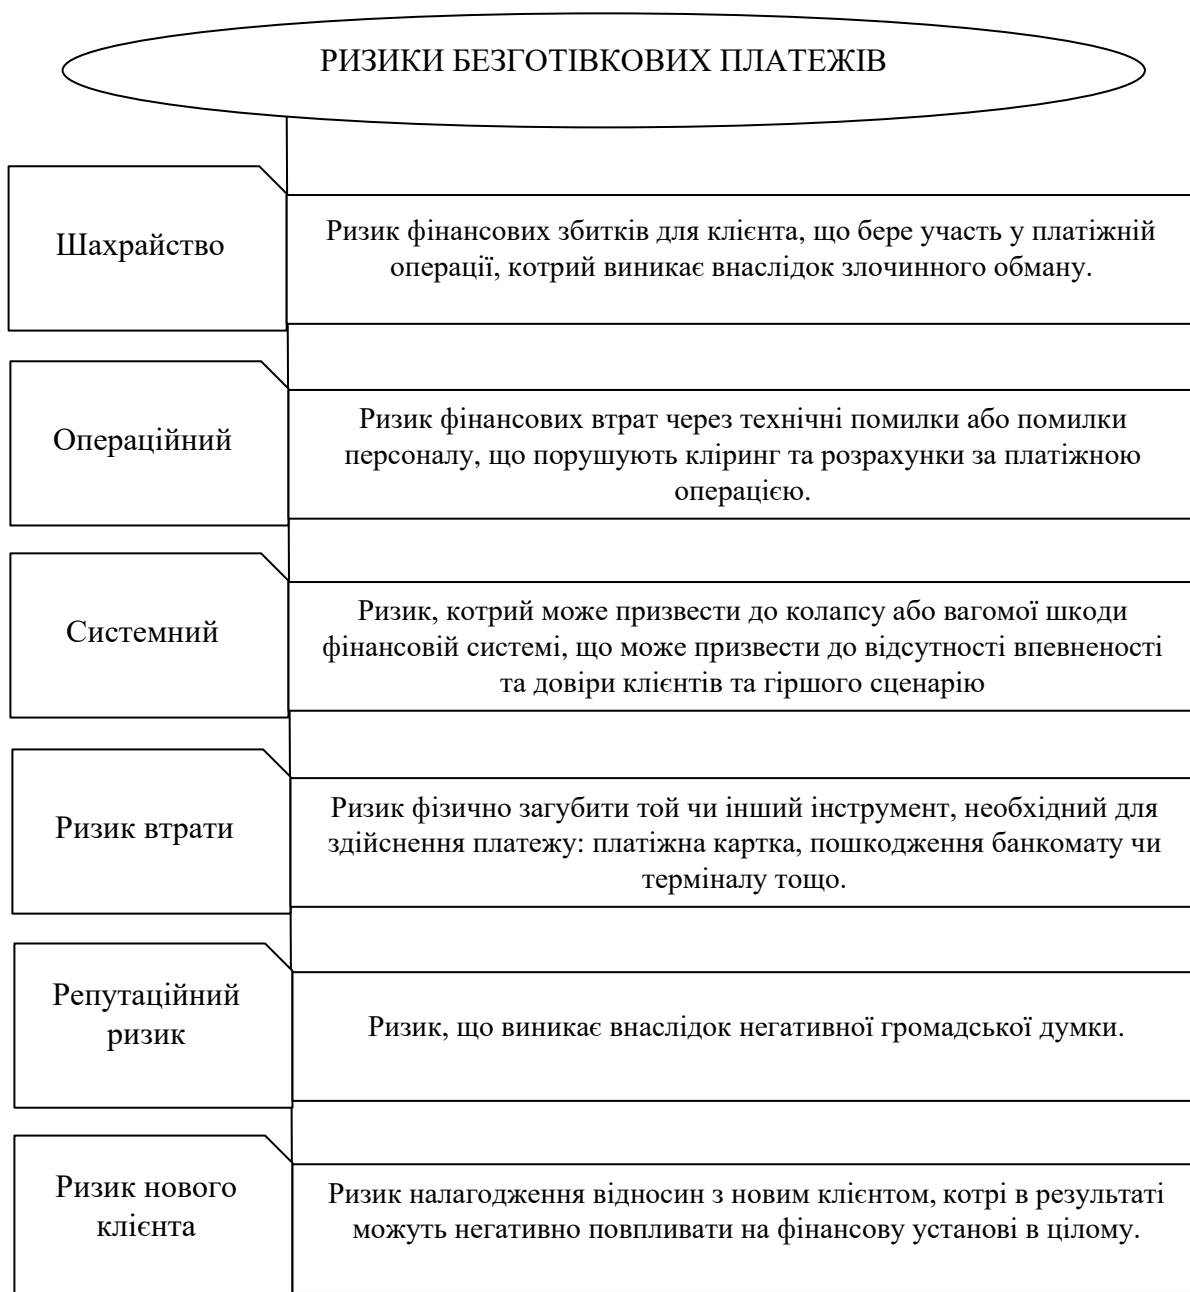 РИЗИКИ БЕЗГОТІВКОВИХ ПЛАТЕЖІВ
Шахрайство
Ризик фінансових збитків для клієнта, що бере участь у платіжній
операції, котрий виникає внаслідок злочинного обману.
Операційний
Ризик фінансових втрат через технічні помилки або помилки
персоналу, що порушують кліринг та розрахунки за платіжною
операцією.
Системний
Ризик, котрий може призвести до колапсу або вагомої шкоди
фінансовій системі, що може призвести до відсутності впевненості
та довіри клієнтів та гіршого сценарію
Ризик втрати
Ризик фізично загубити той чи інший інструмент, необхідний для
здійснення платежу: платіжна картка, пошкодження банкомату чи
терміналу тощо.
Репутаційний
ризик
Ризик, що виникає внаслідок негативної громадської думки.
Ризик нового
клієнта
Ризик налагодження відносин з новим клієнтом, котрі в результаті
можуть негативно повпливати на фінансову установі в цілому.